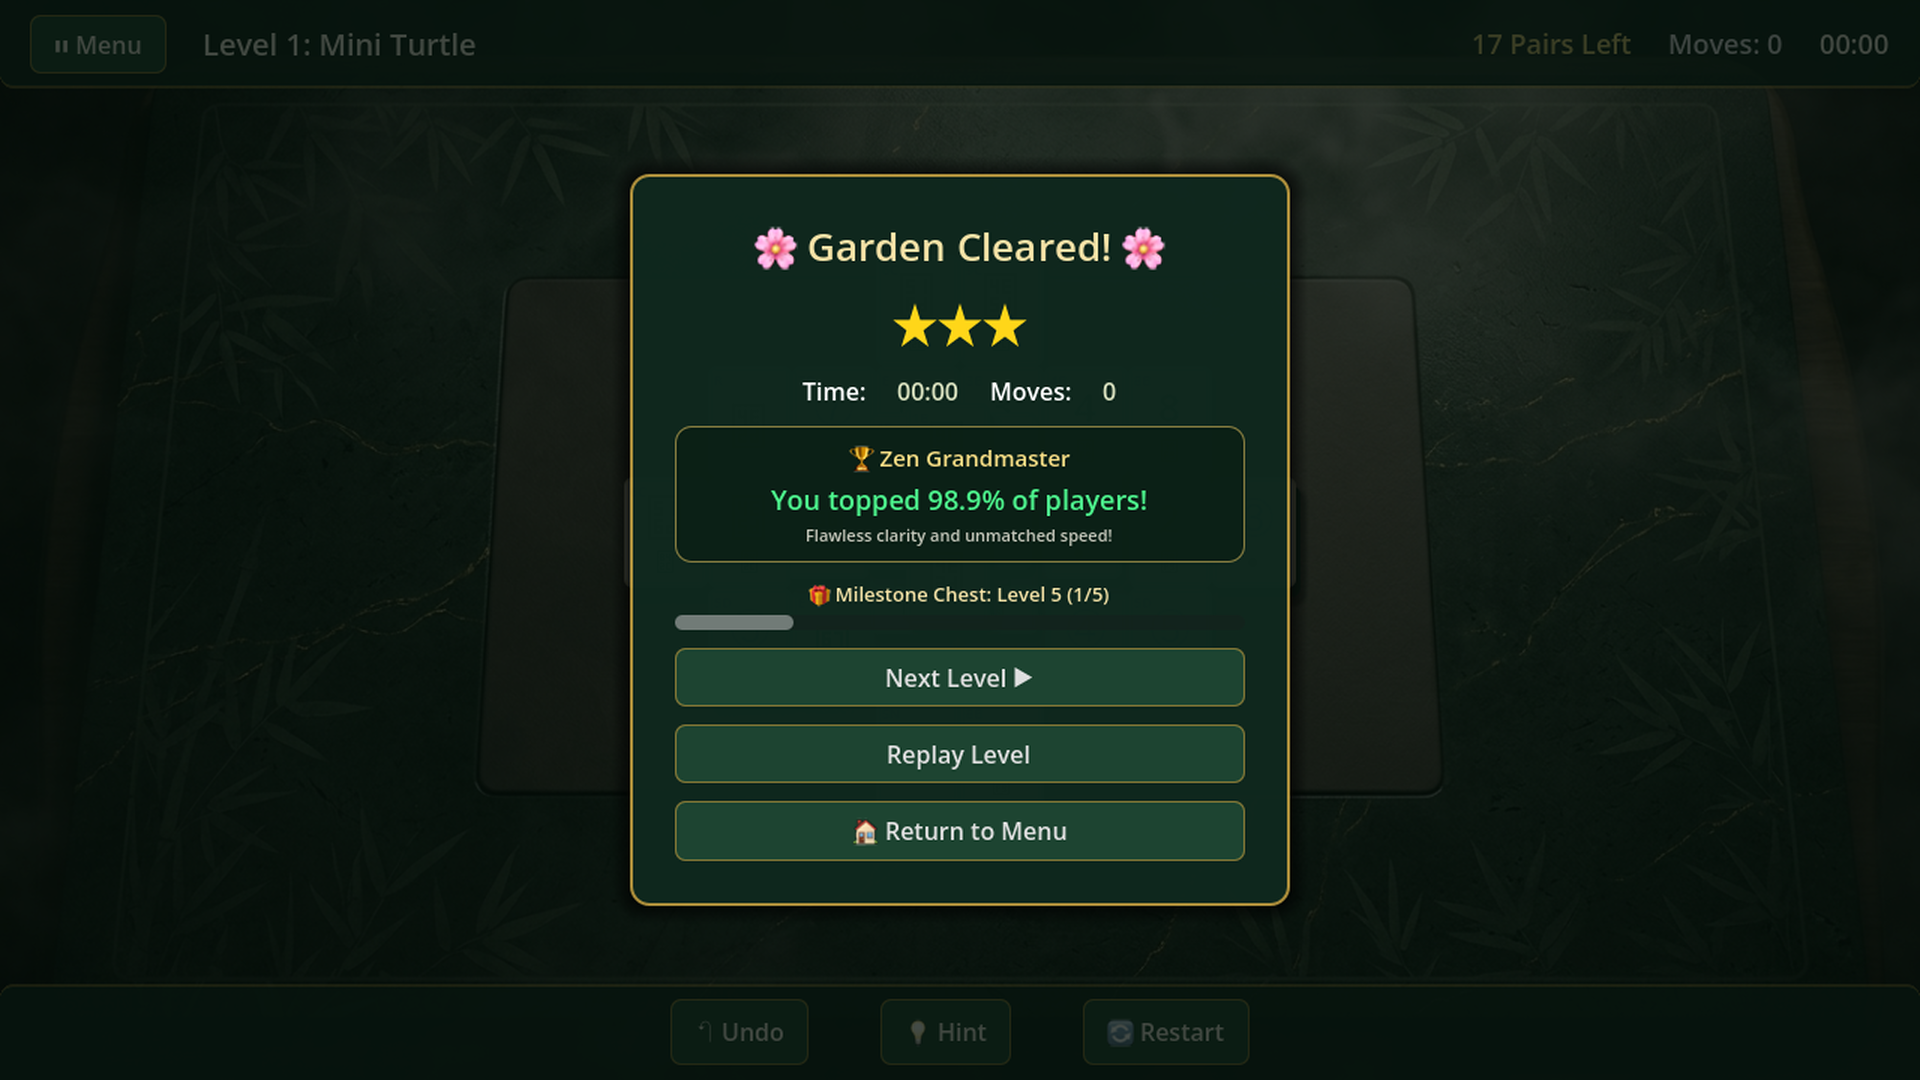 Menu
Level 1: Mini Turtle
17 Pairs Left
Moves: 0
00:00
Garden Cleared!
Time: 00:00 Moves: 0
Zen Grandmaster
You topped 98.9% of players!
Flawless clarity and unmatched speed!
Milestone Chest: Level 5 (1/5)
Next Level
Replay Level
Return to Menu
Undo
Hint
Restart